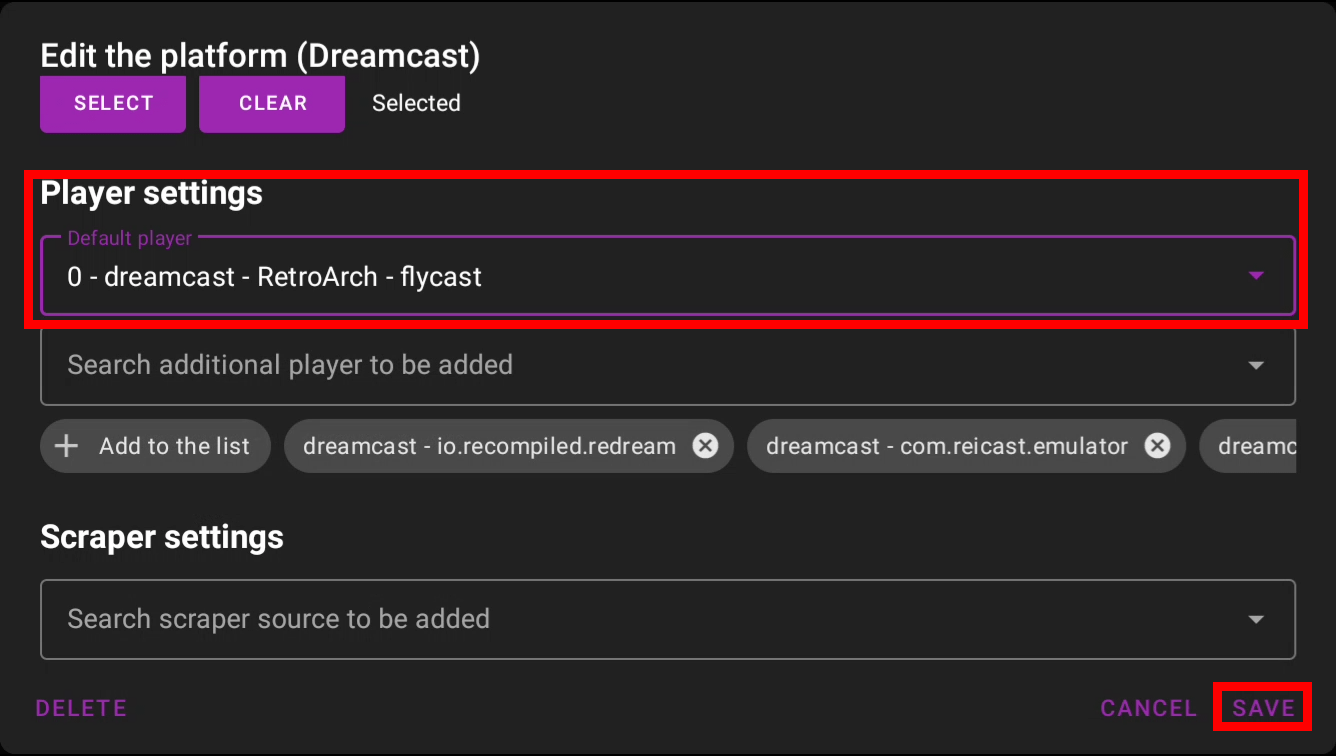 Edit the platform (Dreamcast)
SELECT CLEAR Selected
Player settings
Default player
0 - dreamcast - RetroArch - flycast
Search additional player to be added
+ Add to the list dreamcast - io.recompiled.redream dreamcast - com.reicast.emulator dreamc
Scraper settings
Search scraper source to be added
DELETE CANCEL SAVE